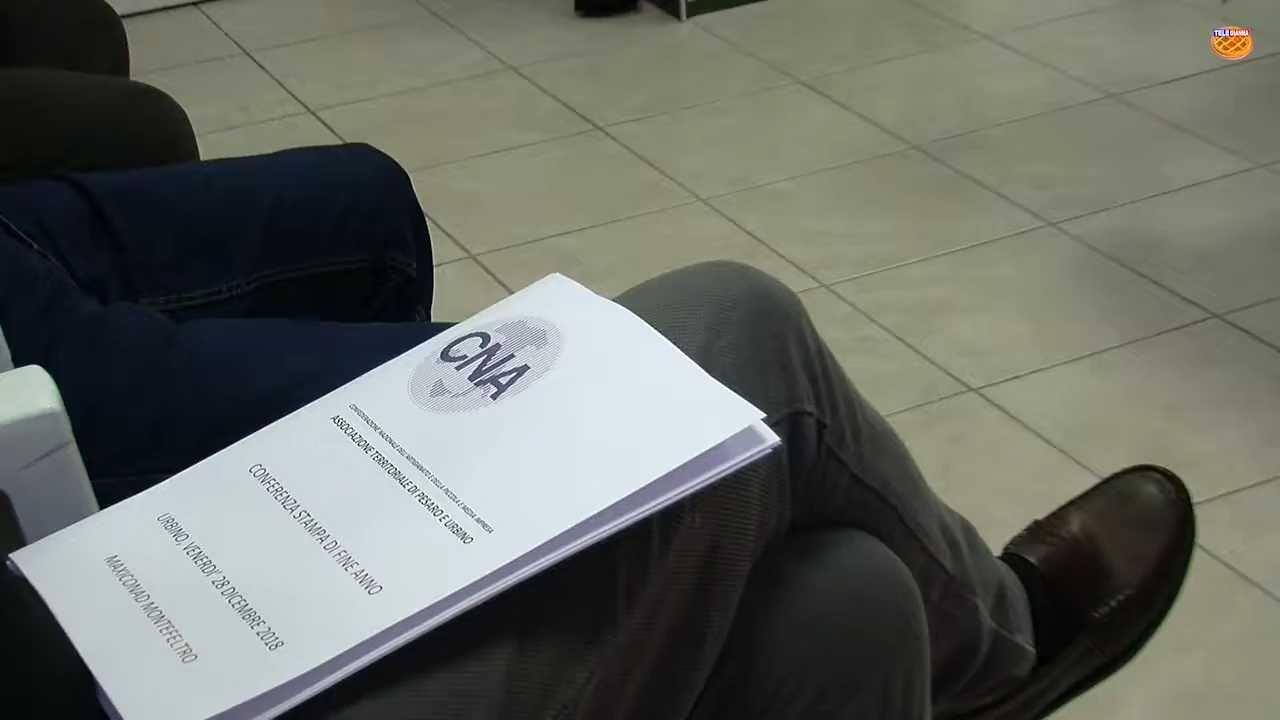 TELE GIANNA
CNA
CONFEDERAZIONE NAZIONALE DELL'ARTIGIANATO E DELLA PICCOLA E MEDIA IMPRESA
ASSOCIAZIONE TERRITORIALE DI PESARO E URBINO
CONFERENZA STAMPA DI FINE ANNO
URBINO, VENERDI' 28 DICEMBRE 2018
MAXICONAD MONTEFELTRO